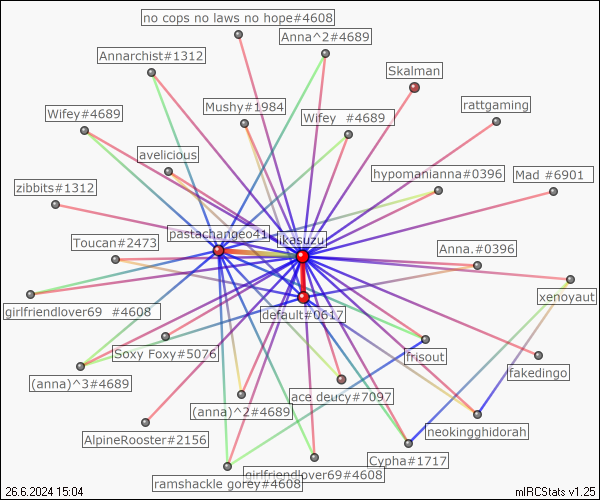 no cops no laws no hope#4608
Anna^2#4689
Annarchist#1312
Skalman
Wifey#4689
Mushy#1984
Wifey #4689
rattgaming
avelicious
hypomanianna#0396
Mad #6901
zibbits#1312
pastachangeo41
ikasuzu
Toucan#2473
Anna.#0396
xenoyaut
girlfriendlover69 #4608
default#0617
Soxy Foxy#5076
frisout
fakedingo
(anna)^3#4689
ace deucy#7097
(anna)^2#4689
neokingghidorah
AlpineRooster#2156
Cypha#1717
girlfriendlover69#4608
ramshackle gorey#4608
26.6.2024 15:04
mIRCStats v1.25